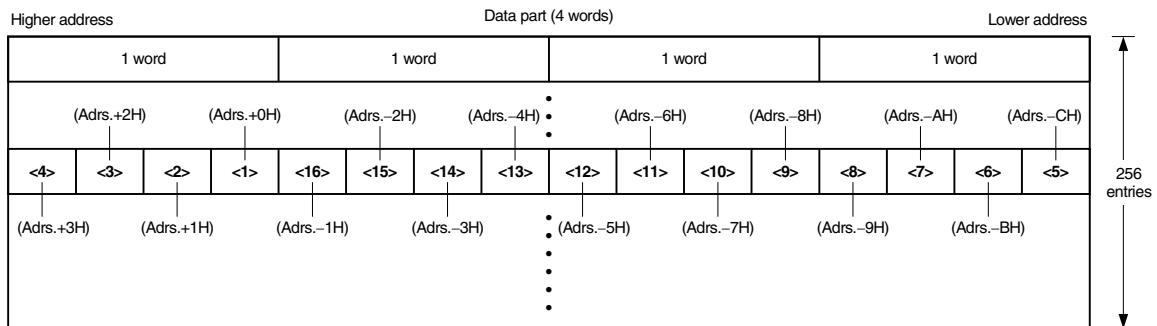 Higher address Data part (4 words) Lower address
1 word 1 word 1 word 1 word
(Adrs.+2H) (Adrs.+0H) (Adrs.−2H) (Adrs.−4H) (Adrs.−6H) (Adrs.−8H) (Adrs.−AH) (Adrs.−CH)
<4> <3> <2> <1> <16> <15> <14> <13> <12> <11> <10> <9> <8> <7> <6> <5>
256
entries
(Adrs.+3H) (Adrs.+1H) (Adrs.−1H) (Adrs.−3H) (Adrs.−5H) (Adrs.−7H) (Adrs.−9H) (Adrs.−BH)